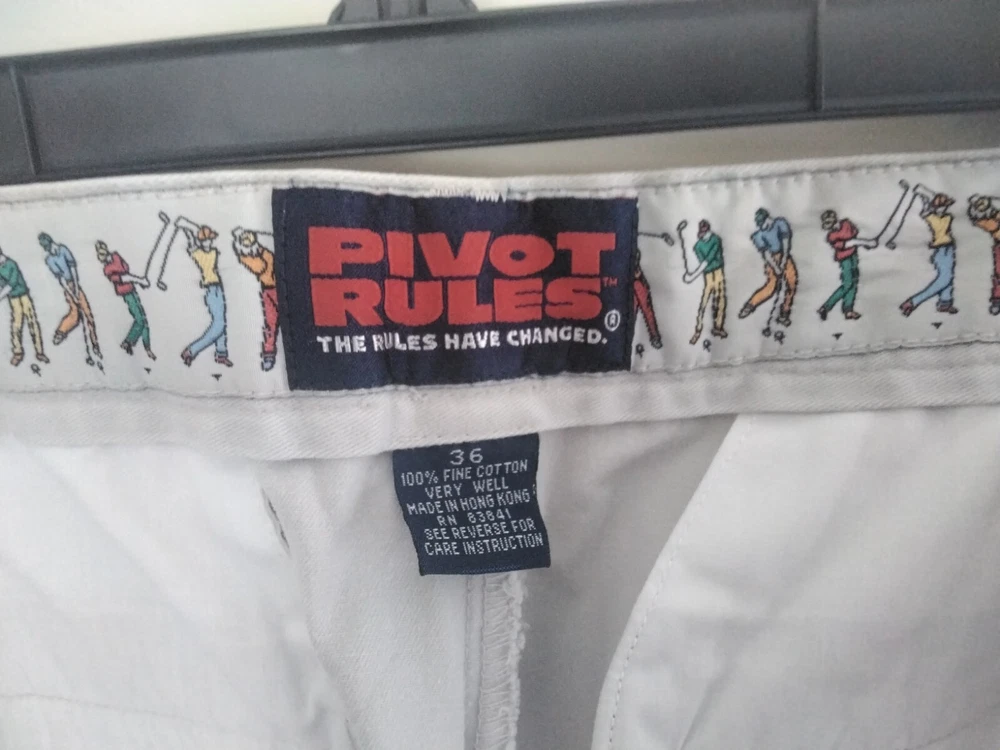 PIVOT
RULES™
®
THE RULES HAVE CHANGED.
36
100% FINE COTTON
VERY WELL
MADE IN HONG KONG
RN 83841
SEE REVERSE FOR
CARE INSTRUCTION